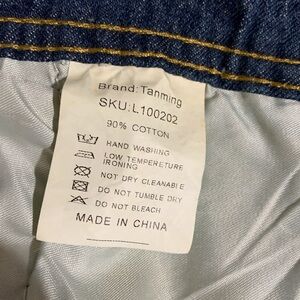 Brand: Tanming
SKU: L100202
90% COTTON
HAND WASHING
LOW TEMPERETURE
IRONING
NOT DRY CLEANABLE
DO NOT TUMBLE DRY
DO NOT BLEACH
MADE IN CHINA